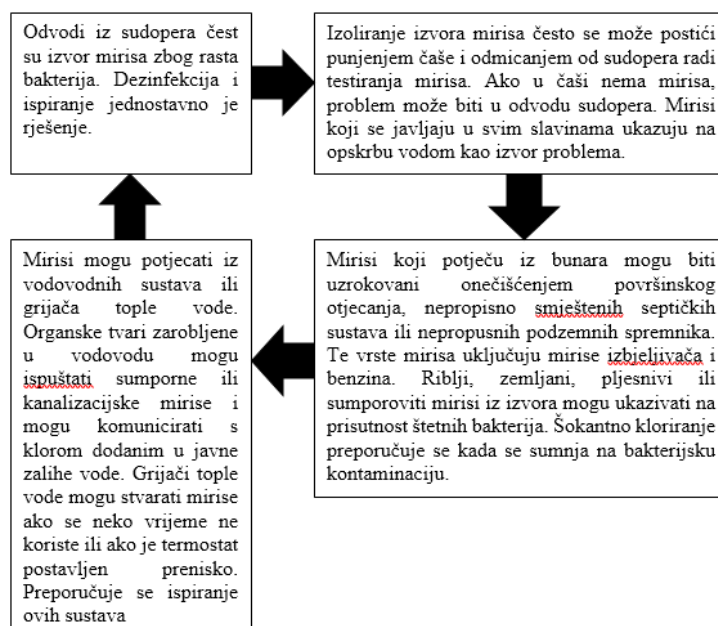 Odvodi iz sudopera čest
su izvor mirisa zbog rasta
bakterija. Dezinfekcija i
ispiranje jednostavno je
rješenje.
Izoliranje izvora mirisa često se može postići
punjenjem čaše i odmicanjem od sudopera radi
testiranja mirisa. Ako u čaši nema mirisa,
problem može biti u odvodu sudopera. Mirisi
koji se javljaju u svim slavinama ukazuju na
opskrbu vodom kao izvor problema.
Mirisi koji potječu iz bunara mogu biti
uzrokovani onečišćenjem površinskog
otjecanja, nepropisno smještenih septičkih
sustava ili nepropusnih podzemnih spremnika.
Te vrste mirisa uključuju mirise izbjeljivača i
benzina. Riblji, zemljani, pljesnivi ili
sumporoviti mirisi iz izvora mogu ukazivati na
prisutnost štetnih bakterija. Šokantno kloriranje
preporučuje se kada se sumnja na bakterijsku
kontaminaciju.
Mirisi mogu potjecati iz
vodovodnih sustava ili
grijača tople vode.
Organske tvari zarobljene
u vodovodu mogu
ispuštati sumporne ili
kanalizacijske mirise i
mogu komunicirati s
klorom dodanim u javne
zalihe vode. Grijači tople
vode mogu stvarati mirise
ako se neko vrijeme ne
koriste ili ako je termostat
postavljen prenisko.
Preporučuje se ispiranje
ovih sustava